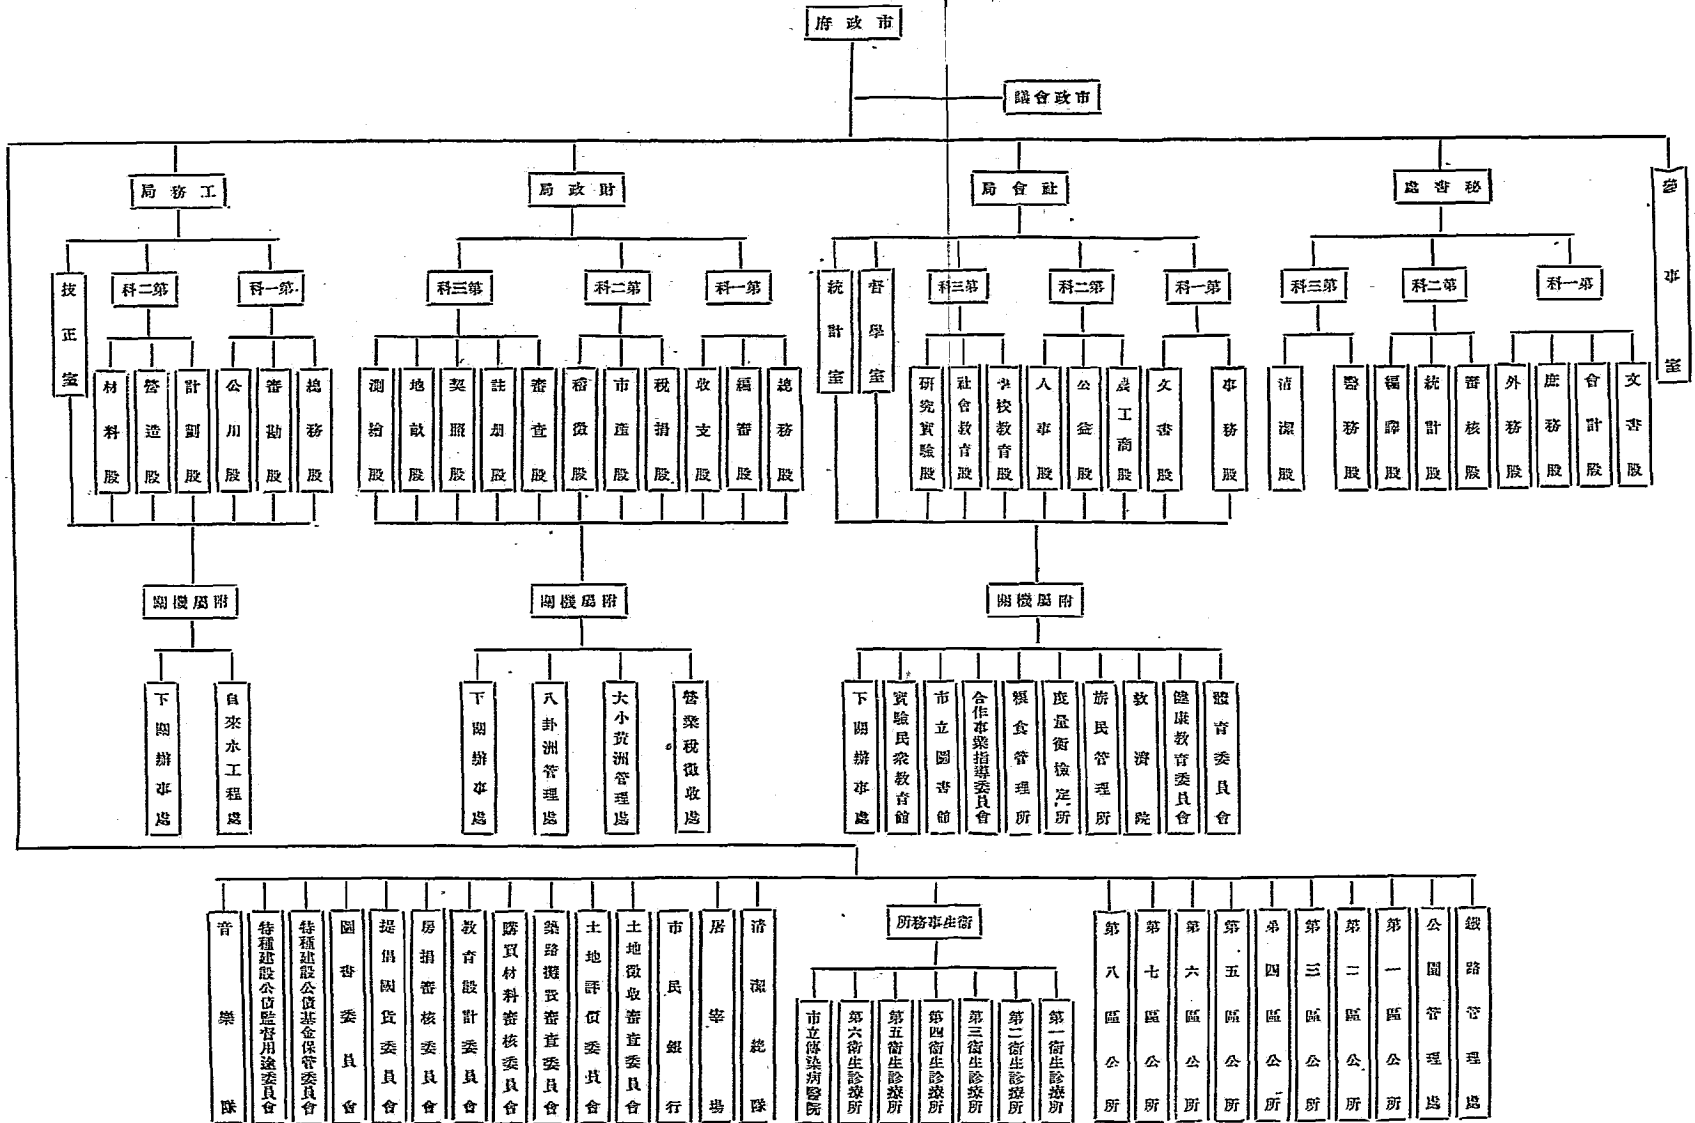 市政府
市政會議
參事室
秘書處
社會局
財政局
工務局
第一科
第二科
第三科
第一科
第二科
第三科
督學室
統計室
第一科
第二科
第三科
第一科
第二科
技正室
文書股
會計股
庶務股
外務股
審核股
統計股
編譯股
醫務股
清潔股
事務股
文書股
農工商股
公益股
人事股
學校教育股
社會教育股
研究實驗股
總務股
編審股
收支股
稅捐股
市產股
稽徵股
審查股
註册股
契照股
地畝股
測繪股
總務股
審勘股
公用股
計劃股
營造股
材料股
附屬機關
附屬機關
附屬機關
體育委員會
健康教育委員會
救濟院
旅民管理所
度量衡檢定所
糧食管理所
合作事業指導委員會
市立圖書館
實驗民衆教育館
下關辦事處
營業稅徵收處
大小黃洲管理處
八卦洲管理處
下關辦事處
自來水工程處
下關辦事處
鐵路管理處
公園管理處
第一區公所
第二區公所
第三區公所
第四區公所
第五區公所
第六區公所
第七區公所
第八區公所
衛生事務所
第一衛生診療所
第二衛生診療所
第三衛生診療所
第四衛生診療所
第五衛生診療所
第六衛生診療所
市立傳染病醫院
清潔總隊
屠宰場
市民銀行
土地徵收審查委員會
土地評價委員會
築路攤費審查委員會
購買材料審核委員會
教育設計委員會
房捐審核委員會
提倡國貨委員會
圖書委員會
特種建設公債基金保管委員會
特種建設公債監督用途委員會
音樂隊